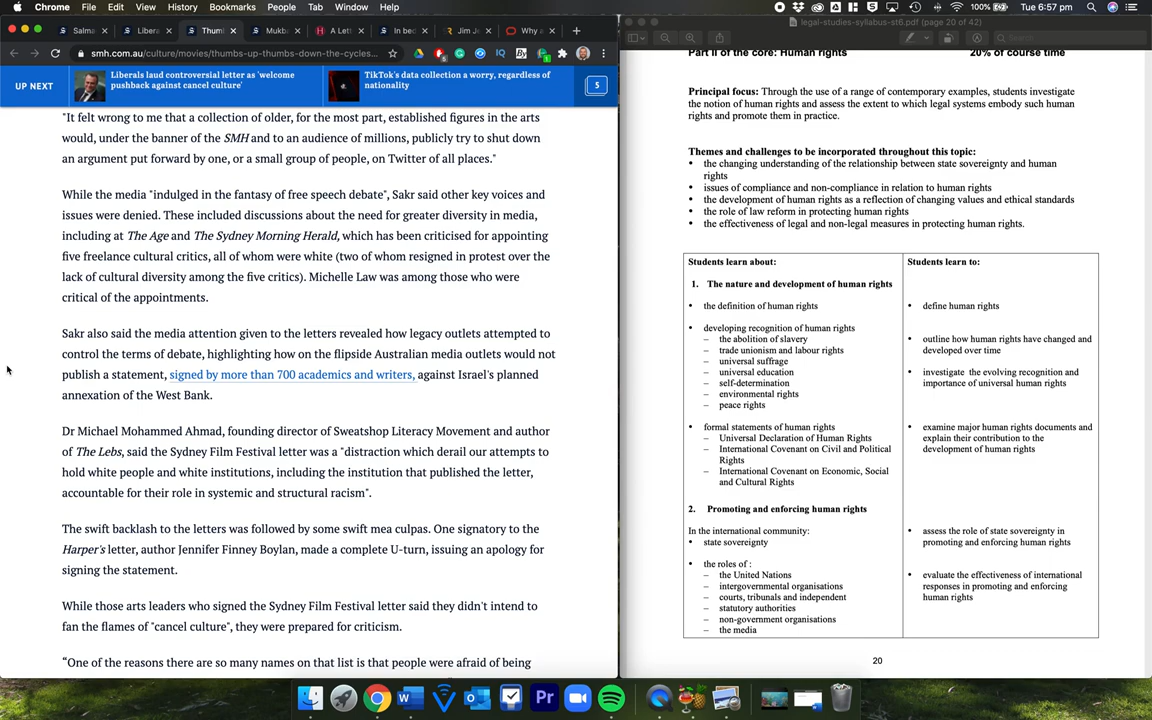 Chrome File Edit View History Bookmarks People Tab Window Help
100% Tue 6:57 pm
Salma
Libera
Thumb
Mukba
A Lett
In bed
Jim Je
Why a
smh.com.au/culture/movies/thumbs-up-thumbs-down-the-cycles...
UP NEXT
Liberals laud controversial letter as 'welcome
pushback against cancel culture'
TikTok's data collection a worry, regardless of
nationality
5
"It felt wrong to me that a collection of older, for the most part, established figures in the arts
would, under the banner of the SMH and to an audience of millions, publicly try to shut down
an argument put forward by one, or a small group of people, on Twitter of all places."
While the media "indulged in the fantasy of free speech debate", Sakr said other key voices and
issues were denied. These included discussions about the need for greater diversity in media,
including at The Age and The Sydney Morning Herald, which has been criticised for appointing
five freelance cultural critics, all of whom were white (two of whom resigned in protest over the
lack of cultural diversity among the five critics). Michelle Law was among those who were
critical of the appointments.
Sakr also said the media attention given to the letters revealed how legacy outlets attempted to
control the terms of debate, highlighting how on the flipside Australian media outlets would not
publish a statement, signed by more than 700 academics and writers, against Israel's planned
annexation of the West Bank.
Dr Michael Mohammed Ahmad, founding director of Sweatshop Literacy Movement and author
of The Lebs, said the Sydney Film Festival letter was a "distraction which derail our attempts to
hold white people and white institutions, including the institution that published the letter,
accountable for their role in systemic and structural racism".
The swift backlash to the letters was followed by some swift mea culpas. One signatory to the
Harper's letter, author Jennifer Finney Boylan, made a complete U-turn, issuing an apology for
signing the statement.
While those arts leaders who signed the Sydney Film Festival letter said they didn't intend to
fan the flames of "cancel culture", they were prepared for criticism.
“One of the reasons there are so many names on that list is that people were afraid of being
legal-studies-syllabus-st6.pdf (page 20 of 42)
Search
Part II of the core: Human rights 20% of course time
Principal focus: Through the use of a range of contemporary examples, students investigate
the notion of human rights and assess the extent to which legal systems embody such human
rights and promote them in practice.
Themes and challenges to be incorporated throughout this topic:
• the changing understanding of the relationship between state sovereignty and human
rights
• issues of compliance and non-compliance in relation to human rights
• the development of human rights as a reflection of changing values and ethical standards
• the role of law reform in protecting human rights
• the effectiveness of legal and non-legal measures in protecting human rights.
Students learn about:
1. The nature and development of human rights
• the definition of human rights
• developing recognition of human rights
– the abolition of slavery
– trade unionism and labour rights
– universal suffrage
– universal education
– self-determination
– environmental rights
– peace rights
• formal statements of human rights
– Universal Declaration of Human Rights
– International Covenant on Civil and Political
Rights
– International Covenant on Economic, Social
and Cultural Rights
2. Promoting and enforcing human rights
In the international community:
• state sovereignty
• the roles of :
– the United Nations
– intergovernmental organisations
– courts, tribunals and independent
– statutory authorities
– non-government organisations
– the media
Students learn to:
• define human rights
• outline how human rights have changed and
developed over time
• investigate the evolving recognition and
importance of universal human rights
• examine major human rights documents and
explain their contribution to the
development of human rights
• assess the role of state sovereignty in
promoting and enforcing human rights
• evaluate the effectiveness of international
responses in promoting and enforcing
human rights
20